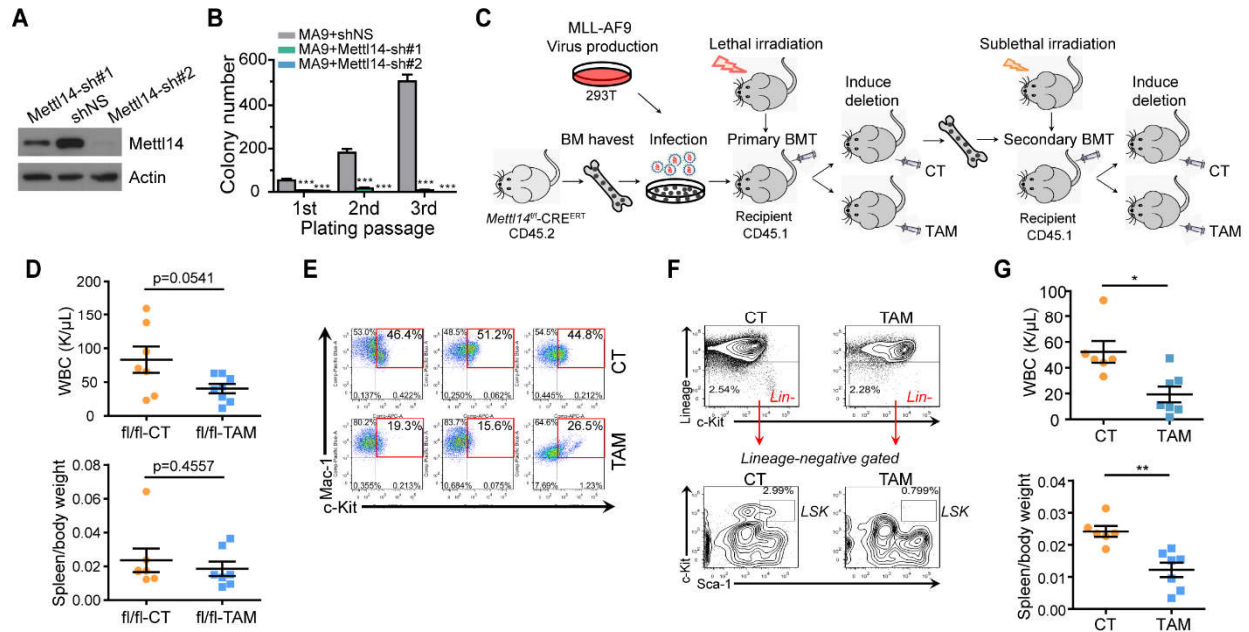 A
Mettl14-sh#1
shNS
Mettl14-sh#2
Mettl14
Actin
B
MA9+shNS
MA9+Mettl14-sh#1
MA9+Mettl14-sh#2
Colony number
600
400
200
0
*** *** *** *** *** ***
1st 2nd 3rd
Plating passage
C
MLL-AF9
Virus production
293T
Lethal irradiation
Sublethal irradiation
Induce
deletion
Induce
deletion
BM havest
Infection
Primary BMT
Secondary BMT
CT
CT
Mettl14fl/fl-CREERT
CD45.2
Recipient
CD45.1
TAM
Recipient
CD45.1
TAM
D
p=0.0541
WBC (K/µL)
200
150
100
50
0
fl/fl-CT fl/fl-TAM
p=0.4557
Spleen/body weight
0.08
0.06
0.04
0.02
0.00
fl/fl-CT fl/fl-TAM
E
53.0% 46.4% 48.5% 51.2% 54.5% 44.8%
CT
0.137% 0.422% 0.250% 0.062% 0.445% 0.212%
80.2% 19.3% 83.7% 15.6% 64.6% 26.5%
TAM
0.355% 0.213% 0.684% 0.075% 7.69% 1.23%
Mac-1
c-Kit
F
CT TAM
Lineage
2.54% Lin- 2.28% Lin-
c-Kit
Lineage-negative gated
CT TAM
2.99% LSK 0.799% LSK
c-Kit
Sca-1
G
*
WBC (K/µL)
100
80
60
40
20
0
CT TAM
**
Spleen/body weight
0.04
0.03
0.02
0.01
0.00
CT TAM